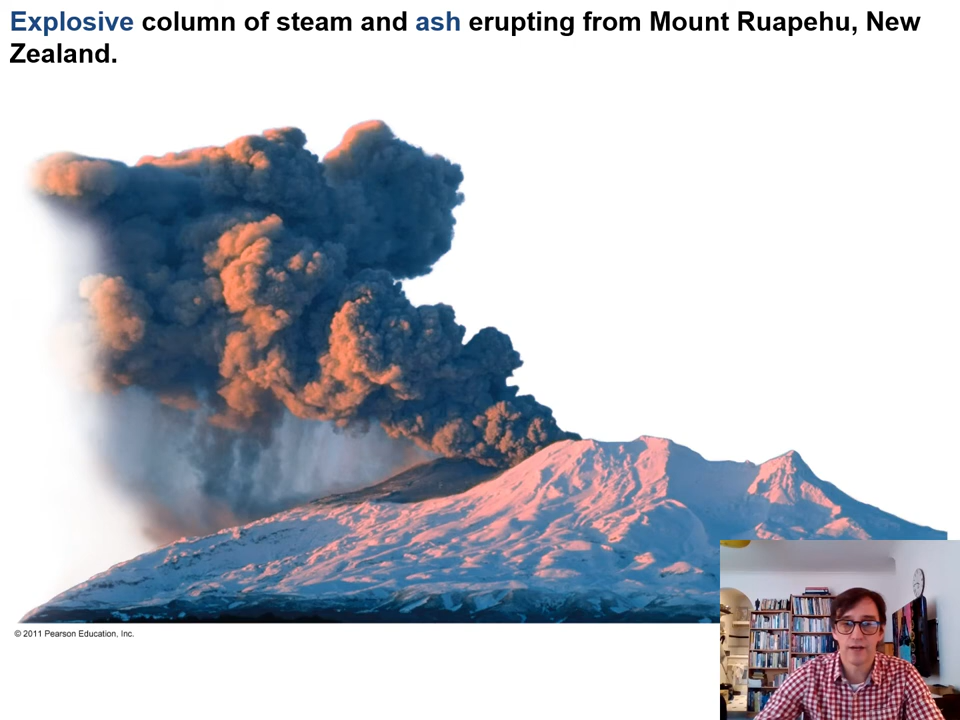 Explosive column of steam and ash erupting from Mount Ruapehu, New
Zealand.
© 2011 Pearson Education, Inc.